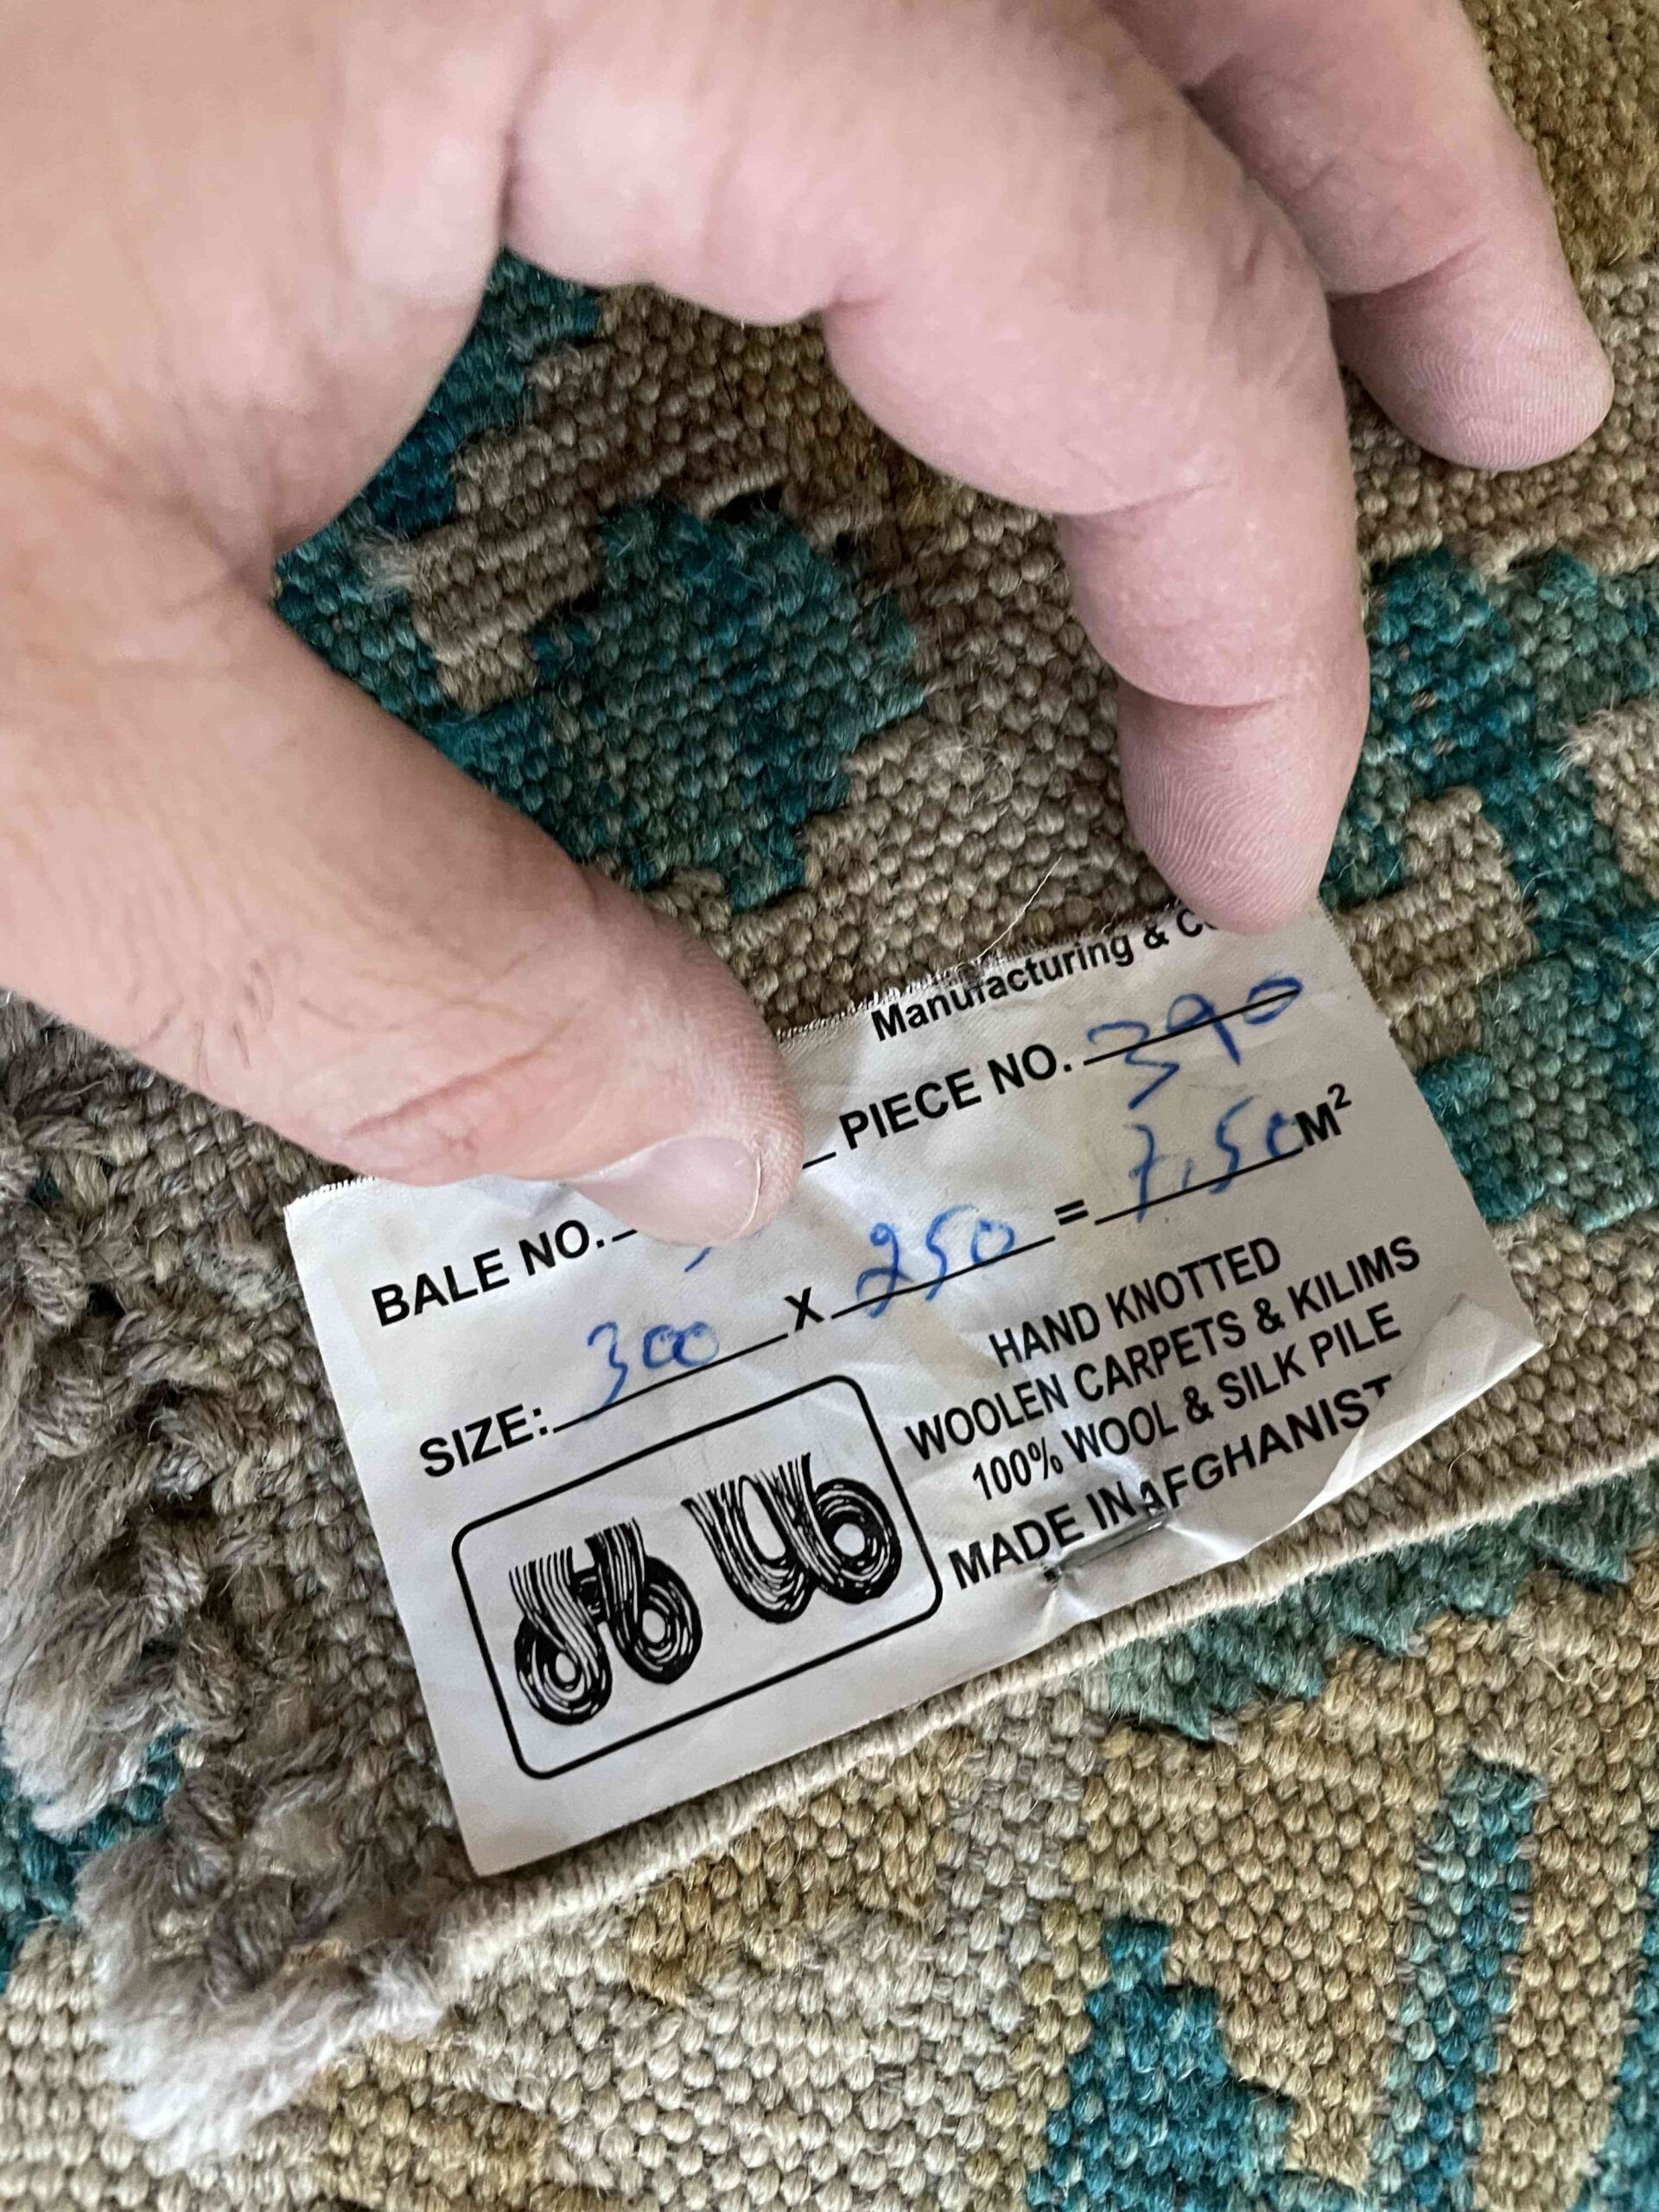 Manufacturing &
BALE NO. PIECE NO. 390
SIZE: 300 X 250 = 7,50 M²
HAND KNOTTED
WOOLEN CARPETS & KILIMS
100% WOOL & SILK PILE
MADE IN AFGHANIST